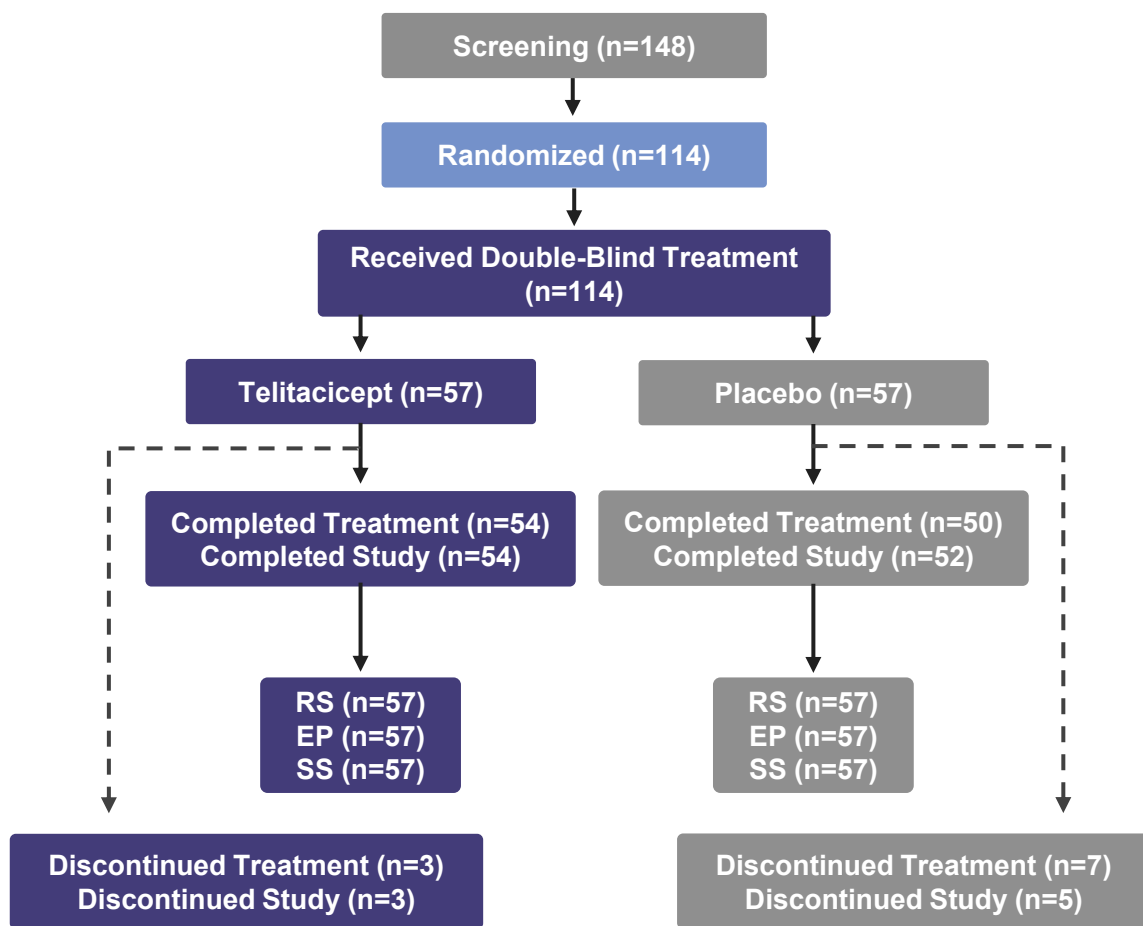 Screening (n=148)
Randomized (n=114)
Received Double-Blind Treatment
(n=114)
Telitacicept (n=57)
Placebo (n=57)
Completed Treatment (n=54)
Completed Study (n=54)
Completed Treatment (n=50)
Completed Study (n=52)
RS (n=57)
EP (n=57)
SS (n=57)
RS (n=57)
EP (n=57)
SS (n=57)
Discontinued Treatment (n=3)
Discontinued Study (n=3)
Discontinued Treatment (n=7)
Discontinued Study (n=5)